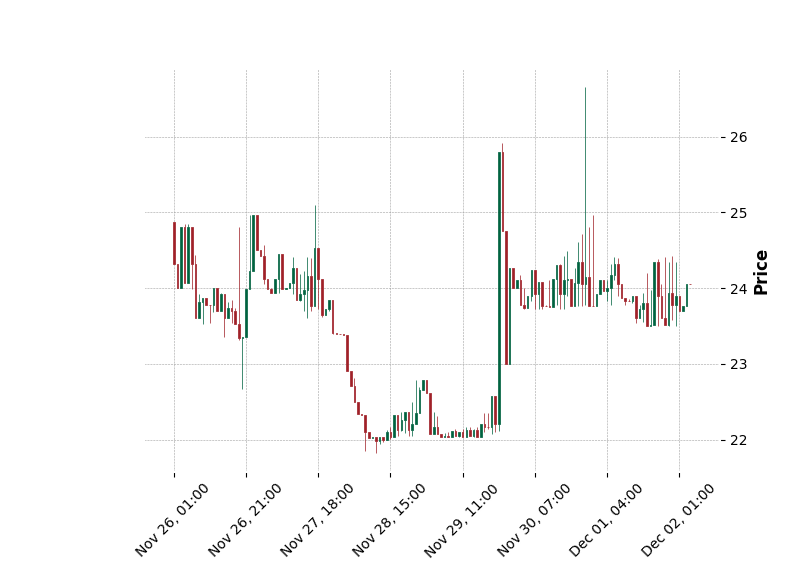 26
25
24
23
22
Price
Nov 26, 01:00
Nov 26, 21:00
Nov 27, 18:00
Nov 28, 15:00
Nov 29, 11:00
Nov 30, 07:00
Dec 01, 04:00
Dec 02, 01:00